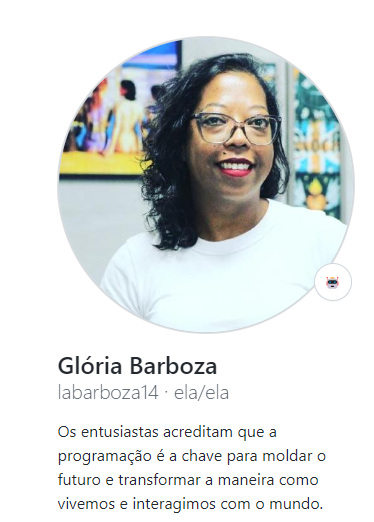 Glória Barboza
labarboza14 · ela/ela
Os entusiastas acreditam que a
programação é a chave para moldar o
futuro e transformar a maneira como
vivemos e interagimos com o mundo.